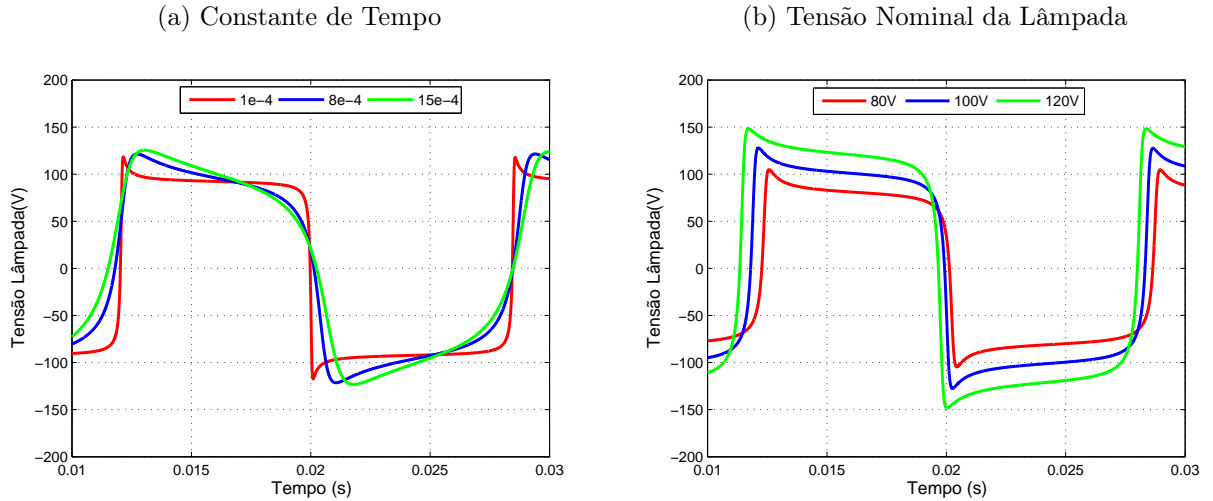 (a) Constante de Tempo
200
150
100
50
0
−50
−100
−150
−200
Tensão Lâmpada(V)
1e−4
8e−4
15e−4
0.01
0.015
0.02
0.025
0.03
Tempo (s)
(b) Tensão Nominal da Lâmpada
200
150
100
50
0
−50
−100
−150
−200
Tensão Lâmpada(V)
80V
100V
120V
0.01
0.015
0.02
0.025
0.03
Tempo (s)